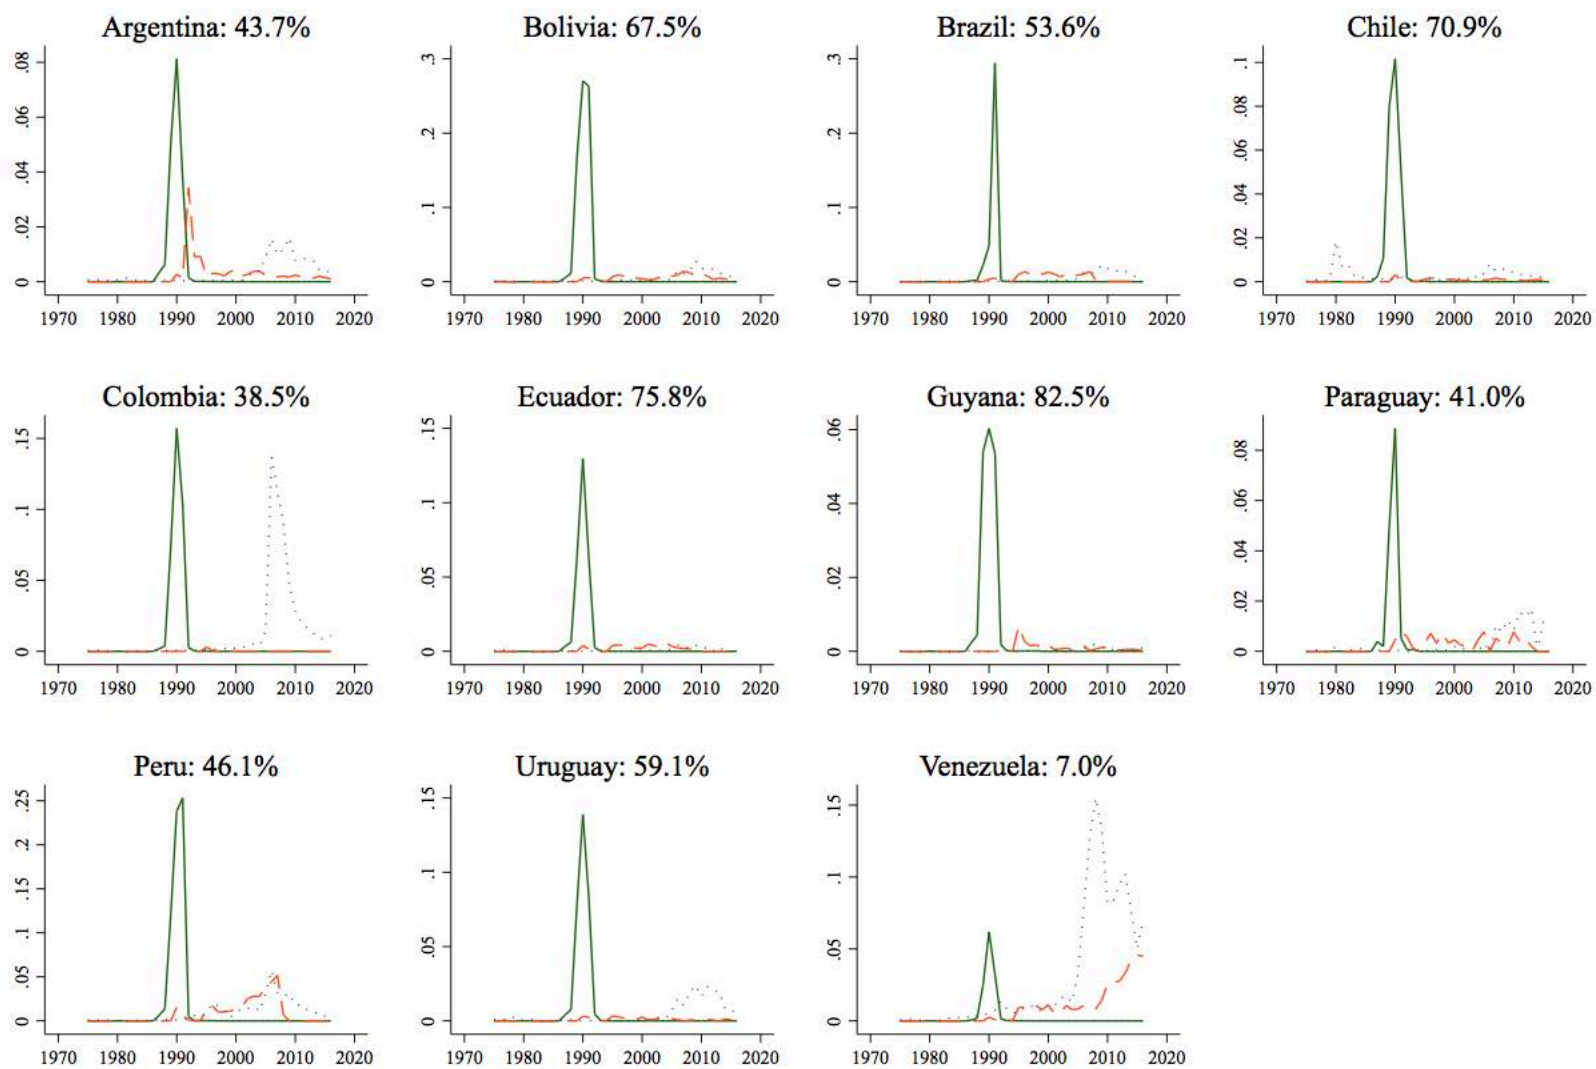 Argentina: 43.7%
Bolivia: 67.5%
Brazil: 53.6%
Chile: 70.9%
0 .02 .04 .06 .08
0 .1 .2 .3
0 .1 .2 .3
0 .02 .04 .06 .08 .1
1970 1980 1990 2000 2010 2020
1970 1980 1990 2000 2010 2020
1970 1980 1990 2000 2010 2020
1970 1980 1990 2000 2010 2020
Colombia: 38.5%
Ecuador: 75.8%
Guyana: 82.5%
Paraguay: 41.0%
0 .05 .1 .15
0 .05 .1 .15
0 .02 .04 .06
0 .02 .04 .06 .08
1970 1980 1990 2000 2010 2020
1970 1980 1990 2000 2010 2020
1970 1980 1990 2000 2010 2020
1970 1980 1990 2000 2010 2020
Peru: 46.1%
Uruguay: 59.1%
Venezuela: 7.0%
0 .05 .1 .15 .2 .25
0 .05 .1 .15
0 .05 .1 .15
1970 1980 1990 2000 2010 2020
1970 1980 1990 2000 2010 2020
1970 1980 1990 2000 2010 2020